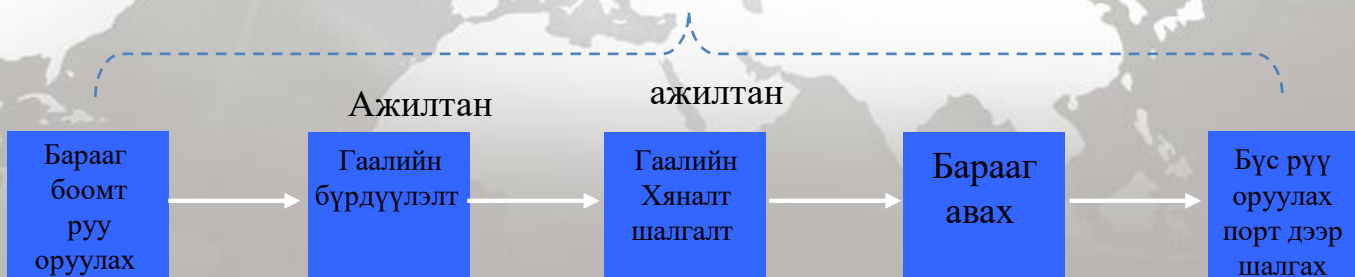 Ажилтан
ажилтан
Барааг
боомт
руу
оруулах
Гаалийн
бүрдүүлэлт
Гаалийн
Хяналт
шалгалт
Барааг
авах
Бүс рүү
оруулах
порт дээр
шалгах